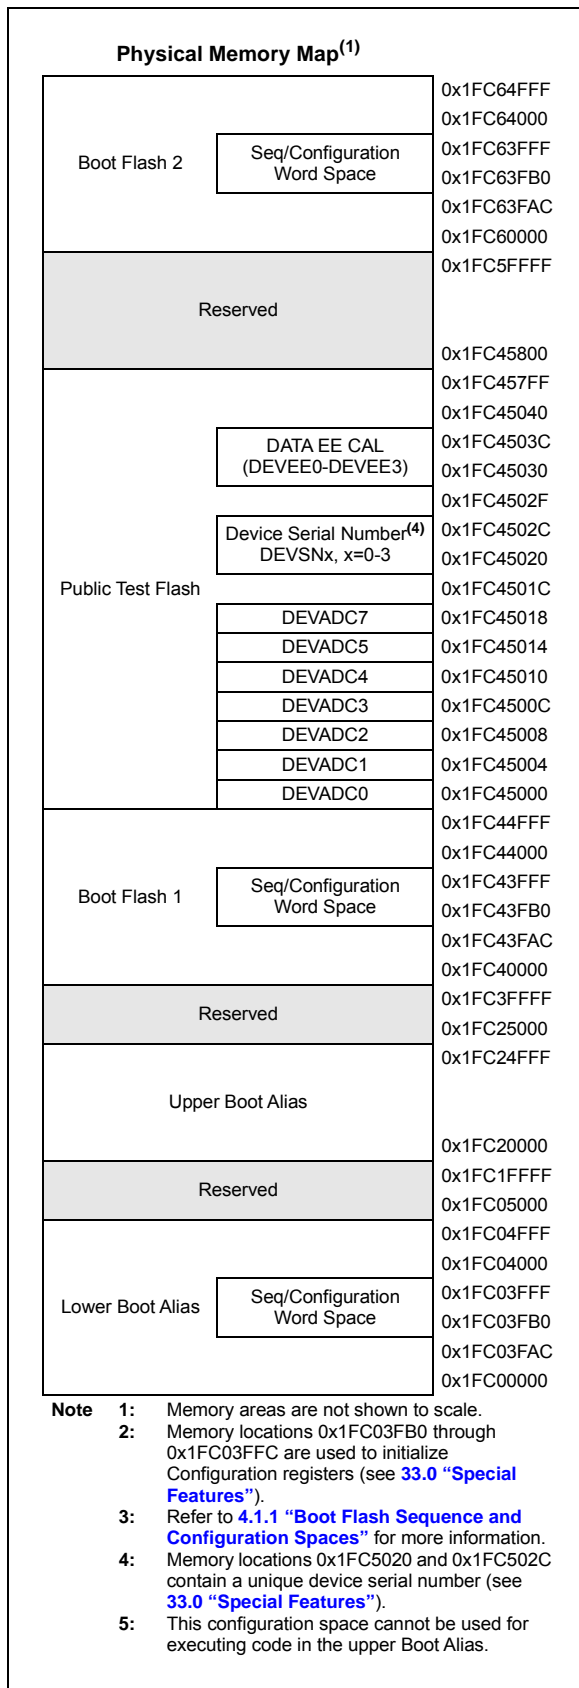 Physical Memory Map(1)
0x1FC64FFF
0x1FC64000
Boot Flash 2
Seq/Configuration
Word Space
0x1FC63FFF
0x1FC63FB0
0x1FC63FAC
0x1FC60000
Reserved
0x1FC5FFFF
0x1FC45800
0x1FC457FF
0x1FC45040
DATA EE CAL
(DEVEE0-DEVEE3)
0x1FC4503C
0x1FC45030
0x1FC4502F
Device Serial Number(4)
DEVSNx, x=0-3
0x1FC4502C
0x1FC45020
Public Test Flash
0x1FC4501C
DEVADC7
0x1FC45018
DEVADC5
0x1FC45014
DEVADC4
0x1FC45010
DEVADC3
0x1FC4500C
DEVADC2
0x1FC45008
DEVADC1
0x1FC45004
DEVADC0
0x1FC45000
0x1FC44FFF
0x1FC44000
Boot Flash 1
Seq/Configuration
Word Space
0x1FC43FFF
0x1FC43FB0
0x1FC43FAC
0x1FC40000
Reserved
0x1FC3FFFF
0x1FC25000
0x1FC24FFF
Upper Boot Alias
0x1FC20000
Reserved
0x1FC1FFFF
0x1FC05000
0x1FC04FFF
0x1FC04000
Lower Boot Alias
Seq/Configuration
Word Space
0x1FC03FFF
0x1FC03FB0
0x1FC03FAC
0x1FC00000
Note 1: Memory areas are not shown to scale.
2: Memory locations 0x1FC03FB0 through
0x1FC03FFC are used to initialize
Configuration registers (see 33.0 “Special
Features”).
3: Refer to 4.1.1 “Boot Flash Sequence and
Configuration Spaces” for more information.
4: Memory locations 0x1FC5020 and 0x1FC502C
contain a unique device serial number (see
33.0 “Special Features”).
5: This configuration space cannot be used for
executing code in the upper Boot Alias.